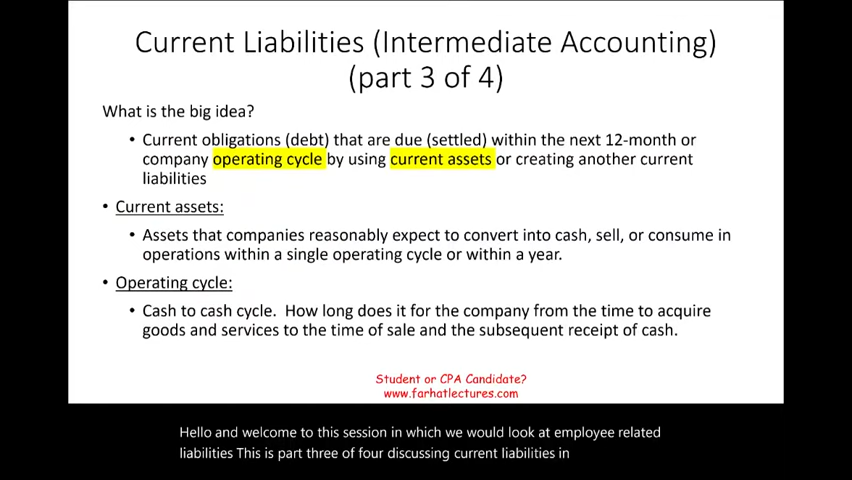 Current Liabilities (Intermediate Accounting)
(part 3 of 4)
What is the big idea?
• Current obligations (debt) that are due (settled) within the next 12-month or
company operating cycle by using current assets or creating another current
liabilities
• Current assets:
• Assets that companies reasonably expect to convert into cash, sell, or consume in
operations within a single operating cycle or within a year.
• Operating cycle:
• Cash to cash cycle. How long does it for the company from the time to acquire
goods and services to the time of sale and the subsequent receipt of cash.
Student or CPA Candidate?
www.farhatlectures.com
Hello and welcome to this session in which we would look at employee related
liabilities This is part three of four discussing current liabilities in